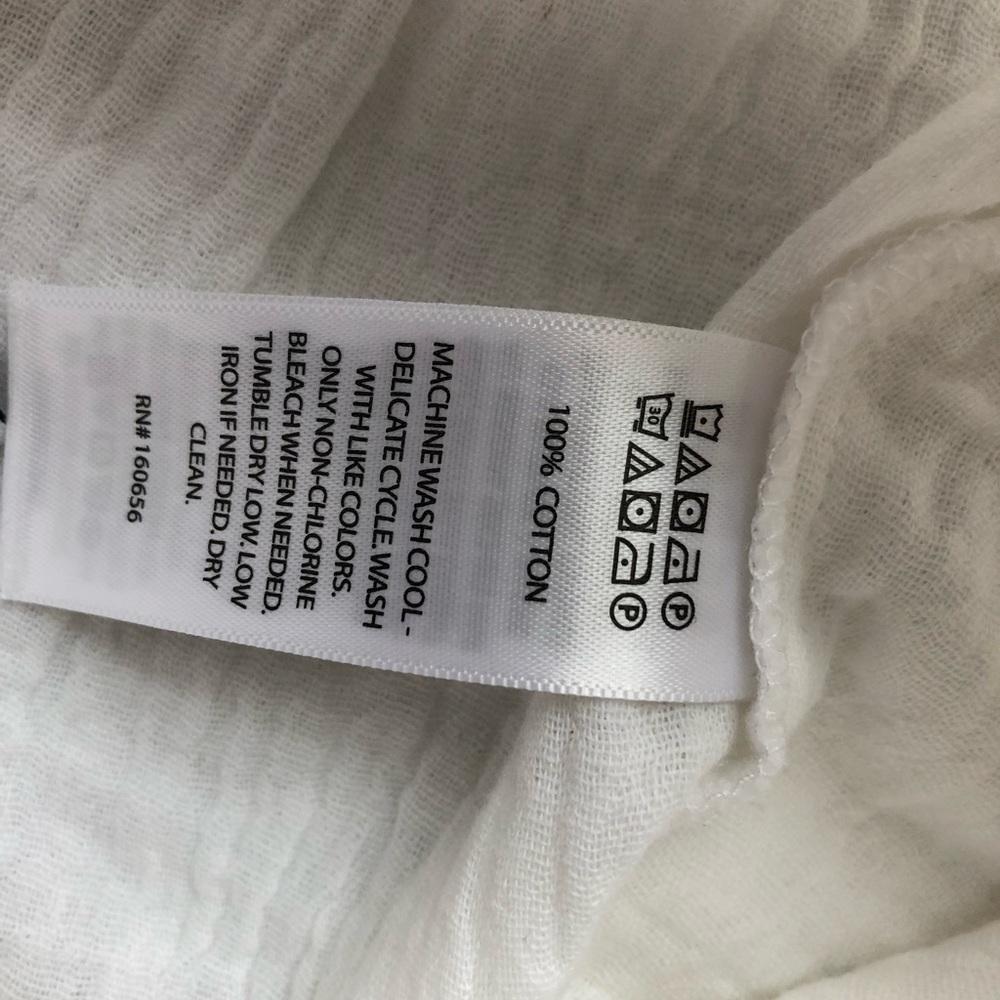 30
P
P
100% COTTON
MACHINE WASH COOL -
DELICATE CYCLE. WASH
WITH LIKE COLORS.
ONLY NON-CHLORINE
BLEACH WHEN NEEDED.
TUMBLE DRY LOW. LOW
IRON IF NEEDED. DRY
CLEAN.
RN# 160656